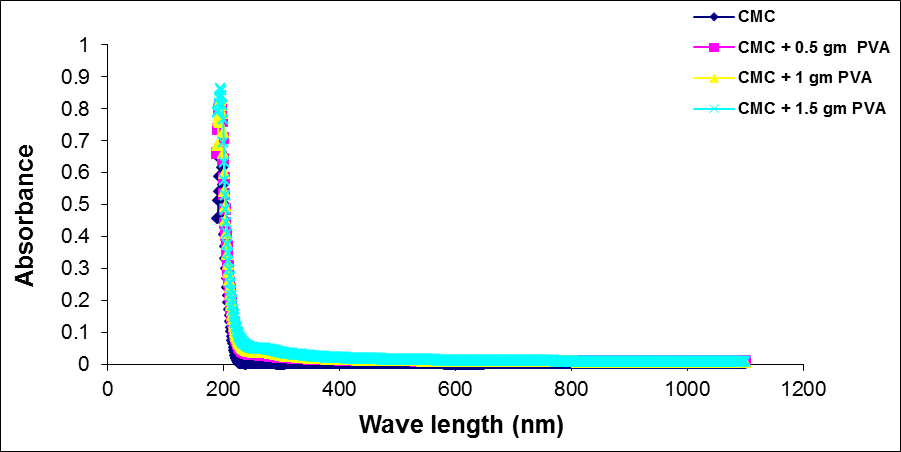 CMC
CMC + 0.5 gm  PVA
CMC + 1 gm PVA
CMC + 1.5 gm PVA
1
0.9
0.8
0.7
0.6
0.5
0.4
0.3
0.2
0.1
0
Absorbance
0 200 400 600 800 1000 1200
Wave length (nm)